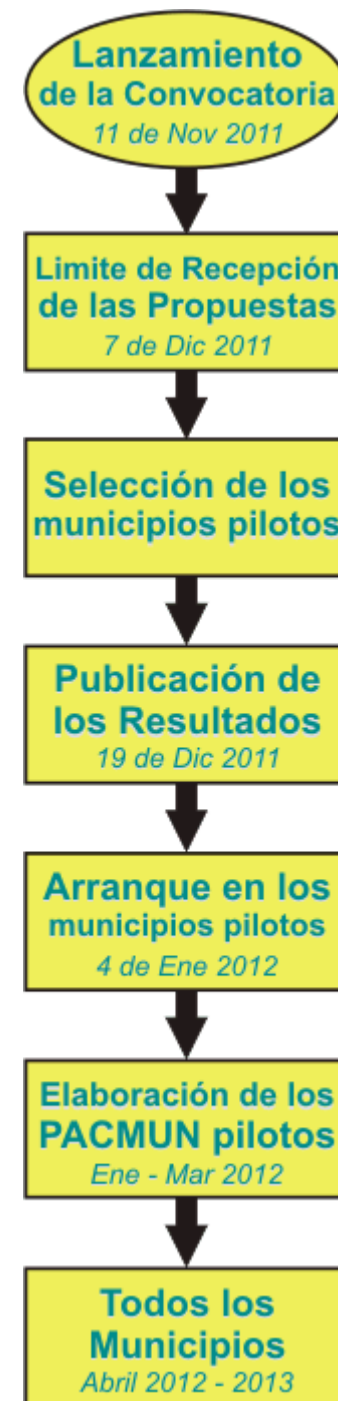 Lanzamiento
de la Convocatoria
11 de Nov 2011
Limite de Recepción
de las Propuestas
7 de Dic 2011
Selección de los
municipios pilotos
Publicación de
los Resultados
19 de Dic 2011
Arranque en los
municipios pilotos
4 de Ene 2012
Elaboración de los
PACMUN pilotos
Ene - Mar 2012
Todos los
Municipios
Abril 2012 - 2013